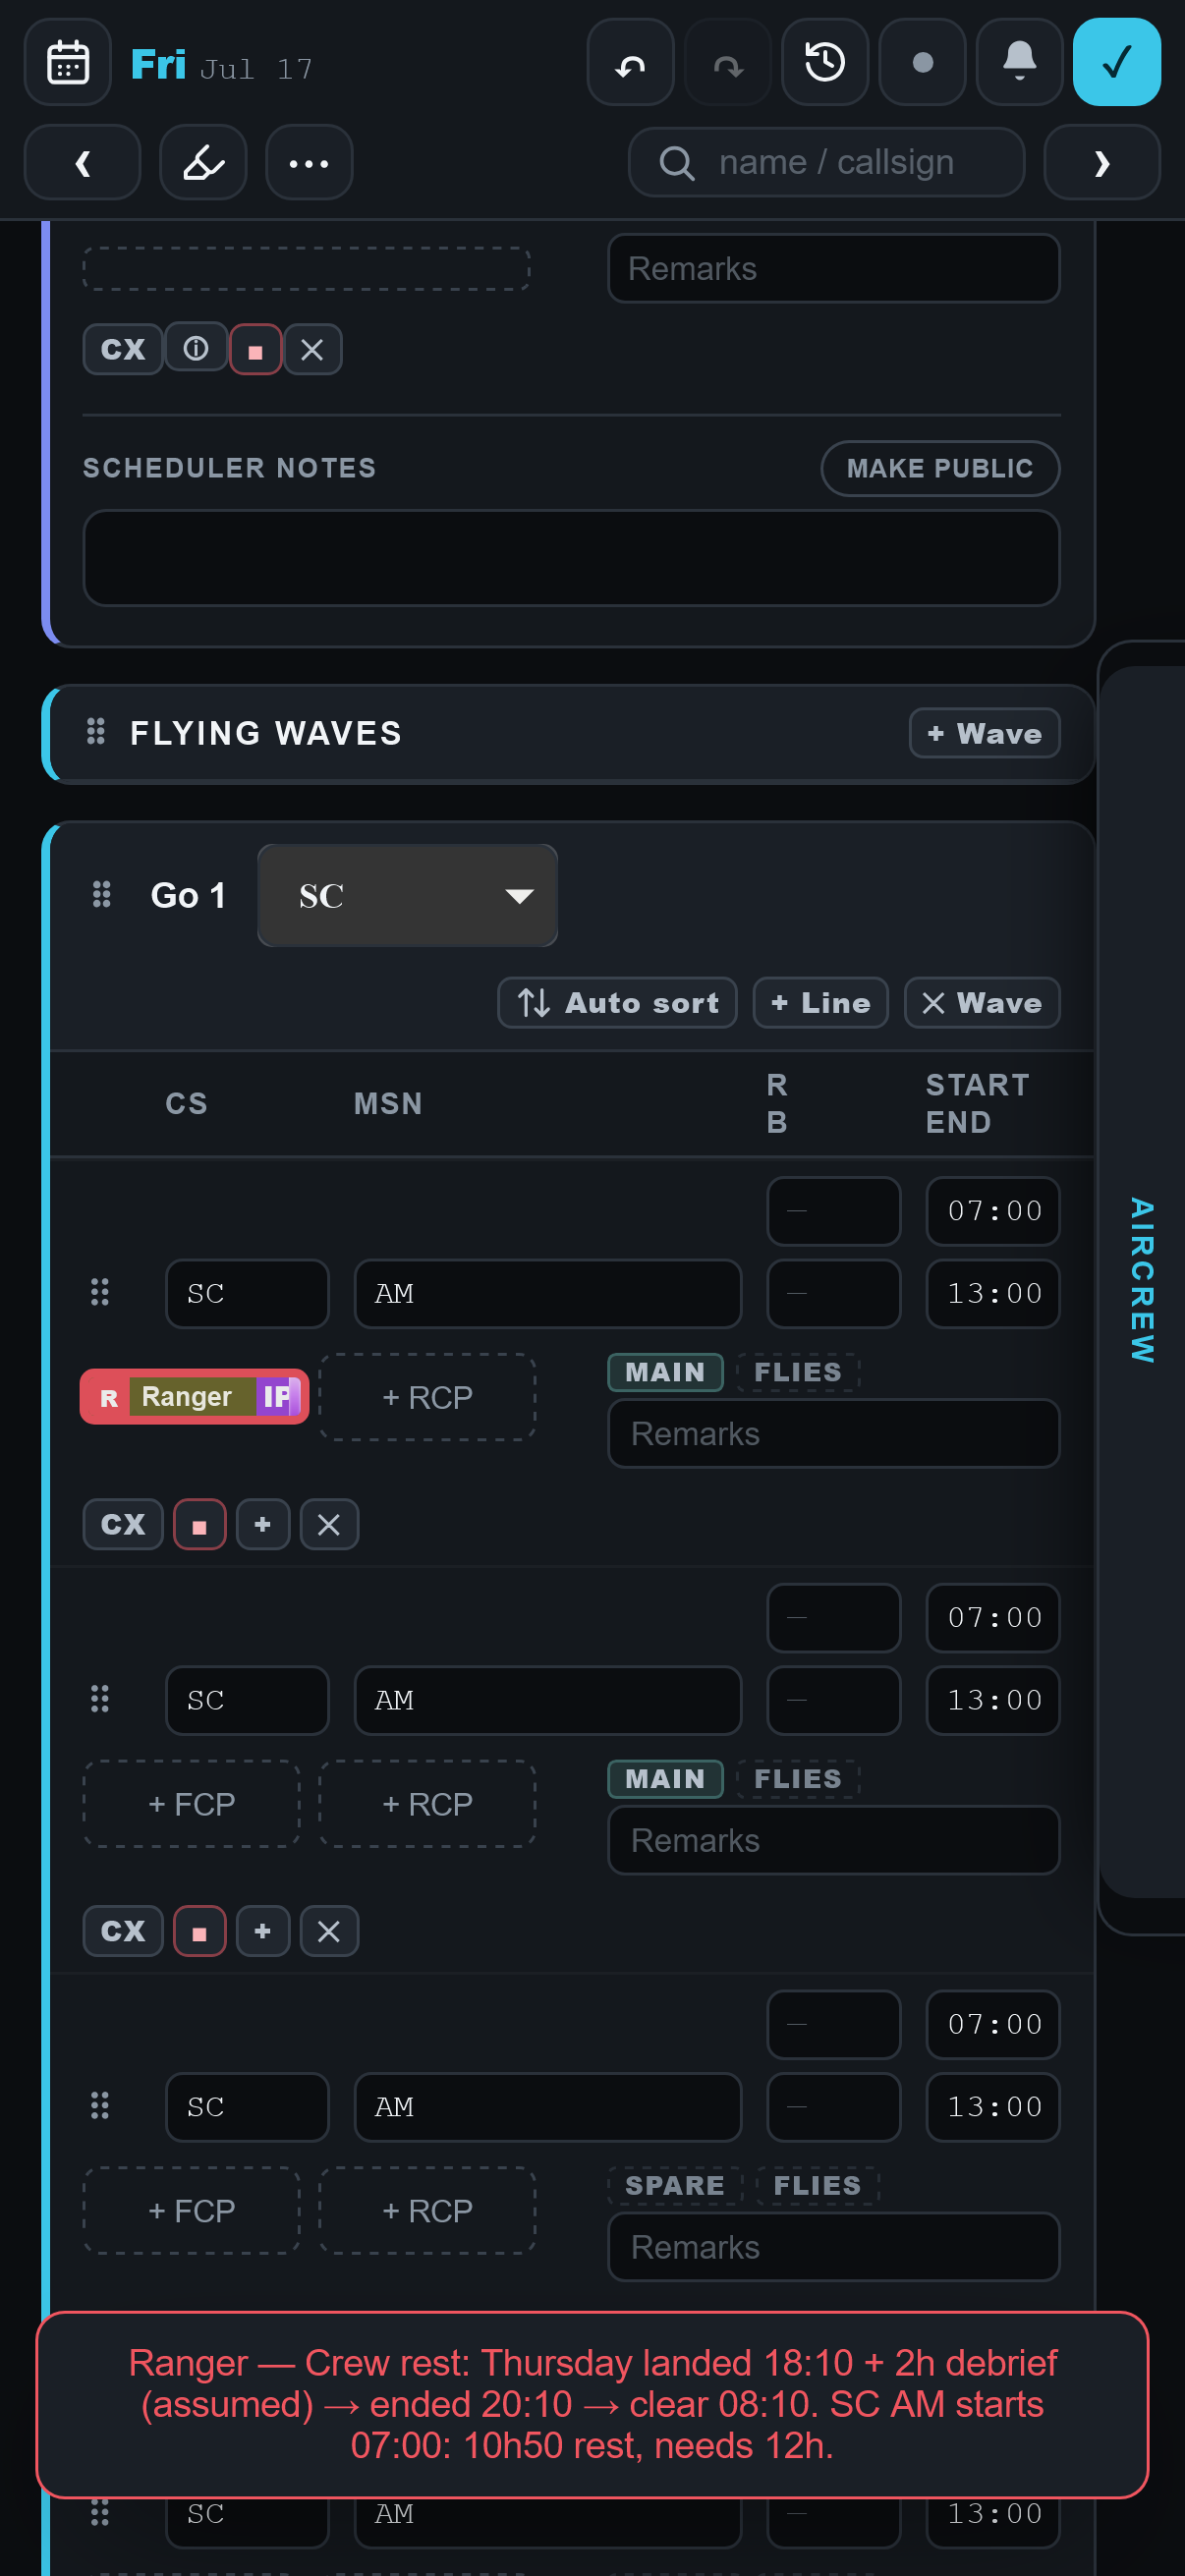 Fri Jul 17
name / callsign
Remarks
CX
SCHEDULER NOTES
MAKE PUBLIC
FLYING WAVES
+ Wave
Go 1
SC
Auto sort
+ Line
× Wave
CS
MSN
R
B
START
END
—
07:00
SC
AM
—
13:00
R Ranger IP
+ RCP
MAIN
FLIES
Remarks
CX
+
×
—
07:00
SC
AM
—
13:00
+ FCP
+ RCP
MAIN
FLIES
Remarks
CX
+
×
—
07:00
SC
AM
—
13:00
+ FCP
+ RCP
SPARE
FLIES
Remarks
Ranger — Crew rest: Thursday landed 18:10 + 2h debrief
(assumed) → ended 20:10 → clear 08:10. SC AM starts
07:00: 10h50 rest, needs 12h.
SC
AM
—
13:00
AIRCREW